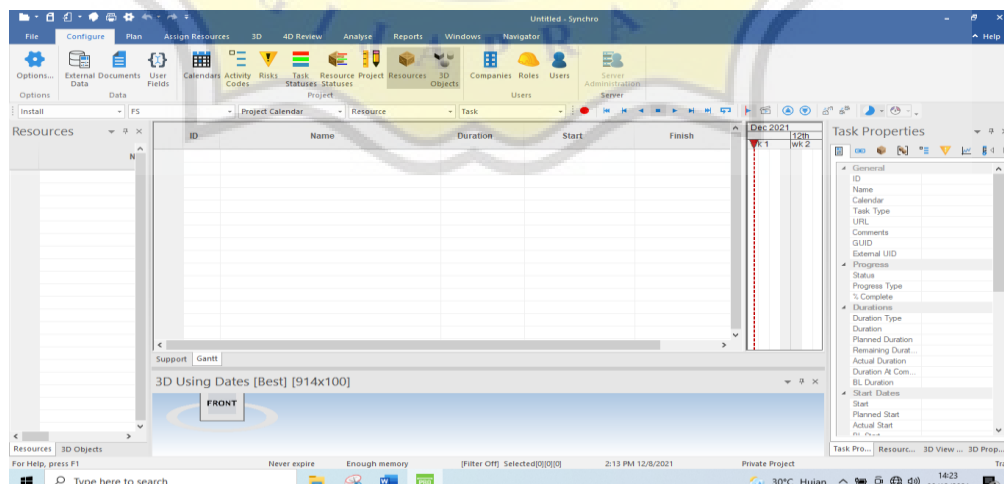 Untitled - Synchro
File Configure Plan Assign Resources 3D 4D Review Analyse Reports Windows Navigator Help
Options... External Data Documents User Fields Calendars Activity Codes Risks Task Statuses Resource Statuses Project Resources 3D Objects Companies Roles Users Server Administration
Options Data Project Users Server
Install FS Project Calendar Resource Task
Resources
ID Name Duration Start Finish
Dec 2021
12th
wk 2
Task Properties
General
ID
Name
Calendar
Task Type
URL
Comments
GUID
External UID
Progress
Status
Progress Type
% Complete
Durations
Duration Type
Duration
Planned Duration
Remaining Durat...
Actual Duration
Duration At Com...
BL Duration
Start Dates
Start
Planned Start
Actual Start
Support Gantt
3D Using Dates [Best] [914x100]
FRONT
Resources 3D Objects
Task Pro... Resourc... 3D View ... 3D Prop...
For Help, press F1 Never expire Enough memory [Filter Off] Selected[0][0][0] 2:13 PM 12/8/2021 Private Project
Type here to search 30°C Hujan 14:23